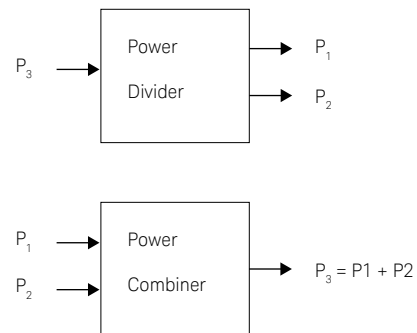 P₃
Power
Divider
P₁
P₂
P₁
P₂
Power
Combiner
P₃ = P1 + P2